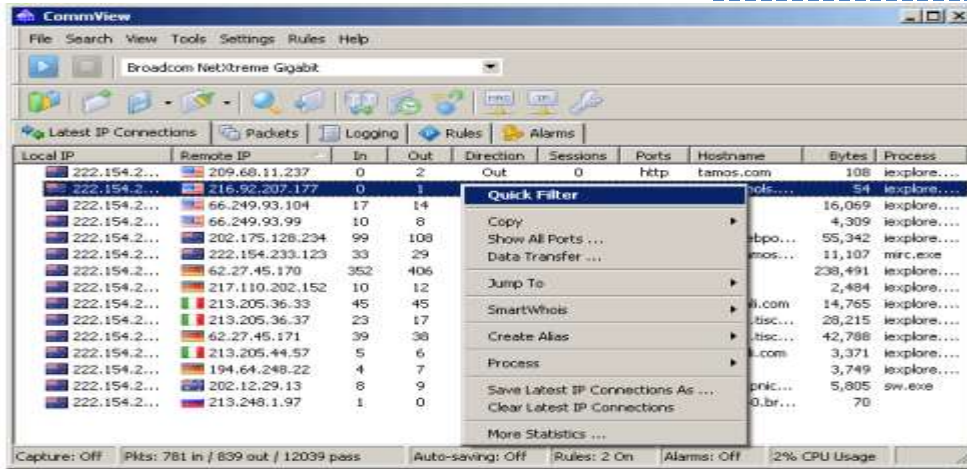 CommView
File Search View Tools Settings Rules Help
Broadcom NetXtreme Gigabit
Latest IP Connections Packets Logging Rules Alarms
Local IP Remote IP In Out Direction Sessions Ports Hostname Bytes Process
222.154.2... 209.68.11.237 0 2 Out 0 http tamos.com 108 iexplore....
222.154.2... 216.92.207.177 0 1 ols.... 54 iexplore....
222.154.2... 66.249.93.104 17 14 16,069 iexplore....
222.154.2... 66.249.93.99 10 8 4,309 iexplore....
222.154.2... 202.175.128.234 99 108 ebpo... 55,342 iexplore....
222.154.2... 222.154.233.123 33 29 mos... 11,107 mirc.exe
222.154.2... 62.27.45.170 352 406 238,491 iexplore....
222.154.2... 217.110.202.152 10 12 2,484 iexplore....
222.154.2... 213.205.36.33 45 45 li.com 14,765 iexplore....
222.154.2... 213.205.36.37 23 17 .tisc... 28,215 iexplore....
222.154.2... 62.27.45.171 39 38 .tisc... 42,788 iexplore....
222.154.2... 213.205.44.57 5 6 .com 3,371 iexplore....
222.154.2... 194.64.248.22 4 7 3,749 iexplore....
222.154.2... 202.12.29.13 8 9 pnic... 5,805 sw.exe
222.154.2... 213.248.1.97 1 0 0.br... 70
Quick Filter
Copy
Show All Ports ...
Data Transfer ...
Jump To
SmartWhois
Create Alias
Process
Save Latest IP Connections As ...
Clear Latest IP Connections
More Statistics ...
Capture: Off Pkts: 781 in / 839 out / 12039 pass Auto-saving: Off Rules: 2 On Alarms: Off 2% CPU Usage